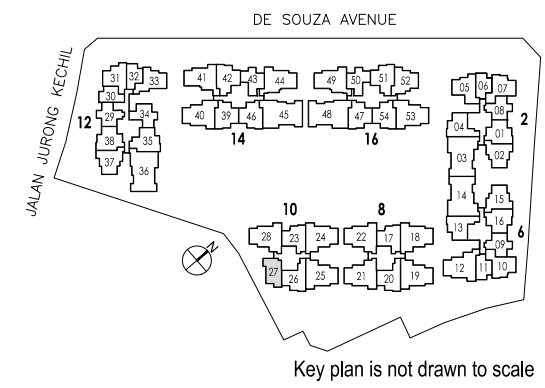 DE SOUZA AVENUE
JALAN JURONG KECHIL
31 32 33
30
29 34
12
38 35
37 36
41 42 43 44
40 39 46 45
14
49 50 51 52
48 47 54 53
16
05 06 07
08
04 01
2
03 02
14 15
13 16
6
09
12 11 10
10
28 23 24
27 26 25
8
22 17 18
21 20 19
N
Key plan is not drawn to scale